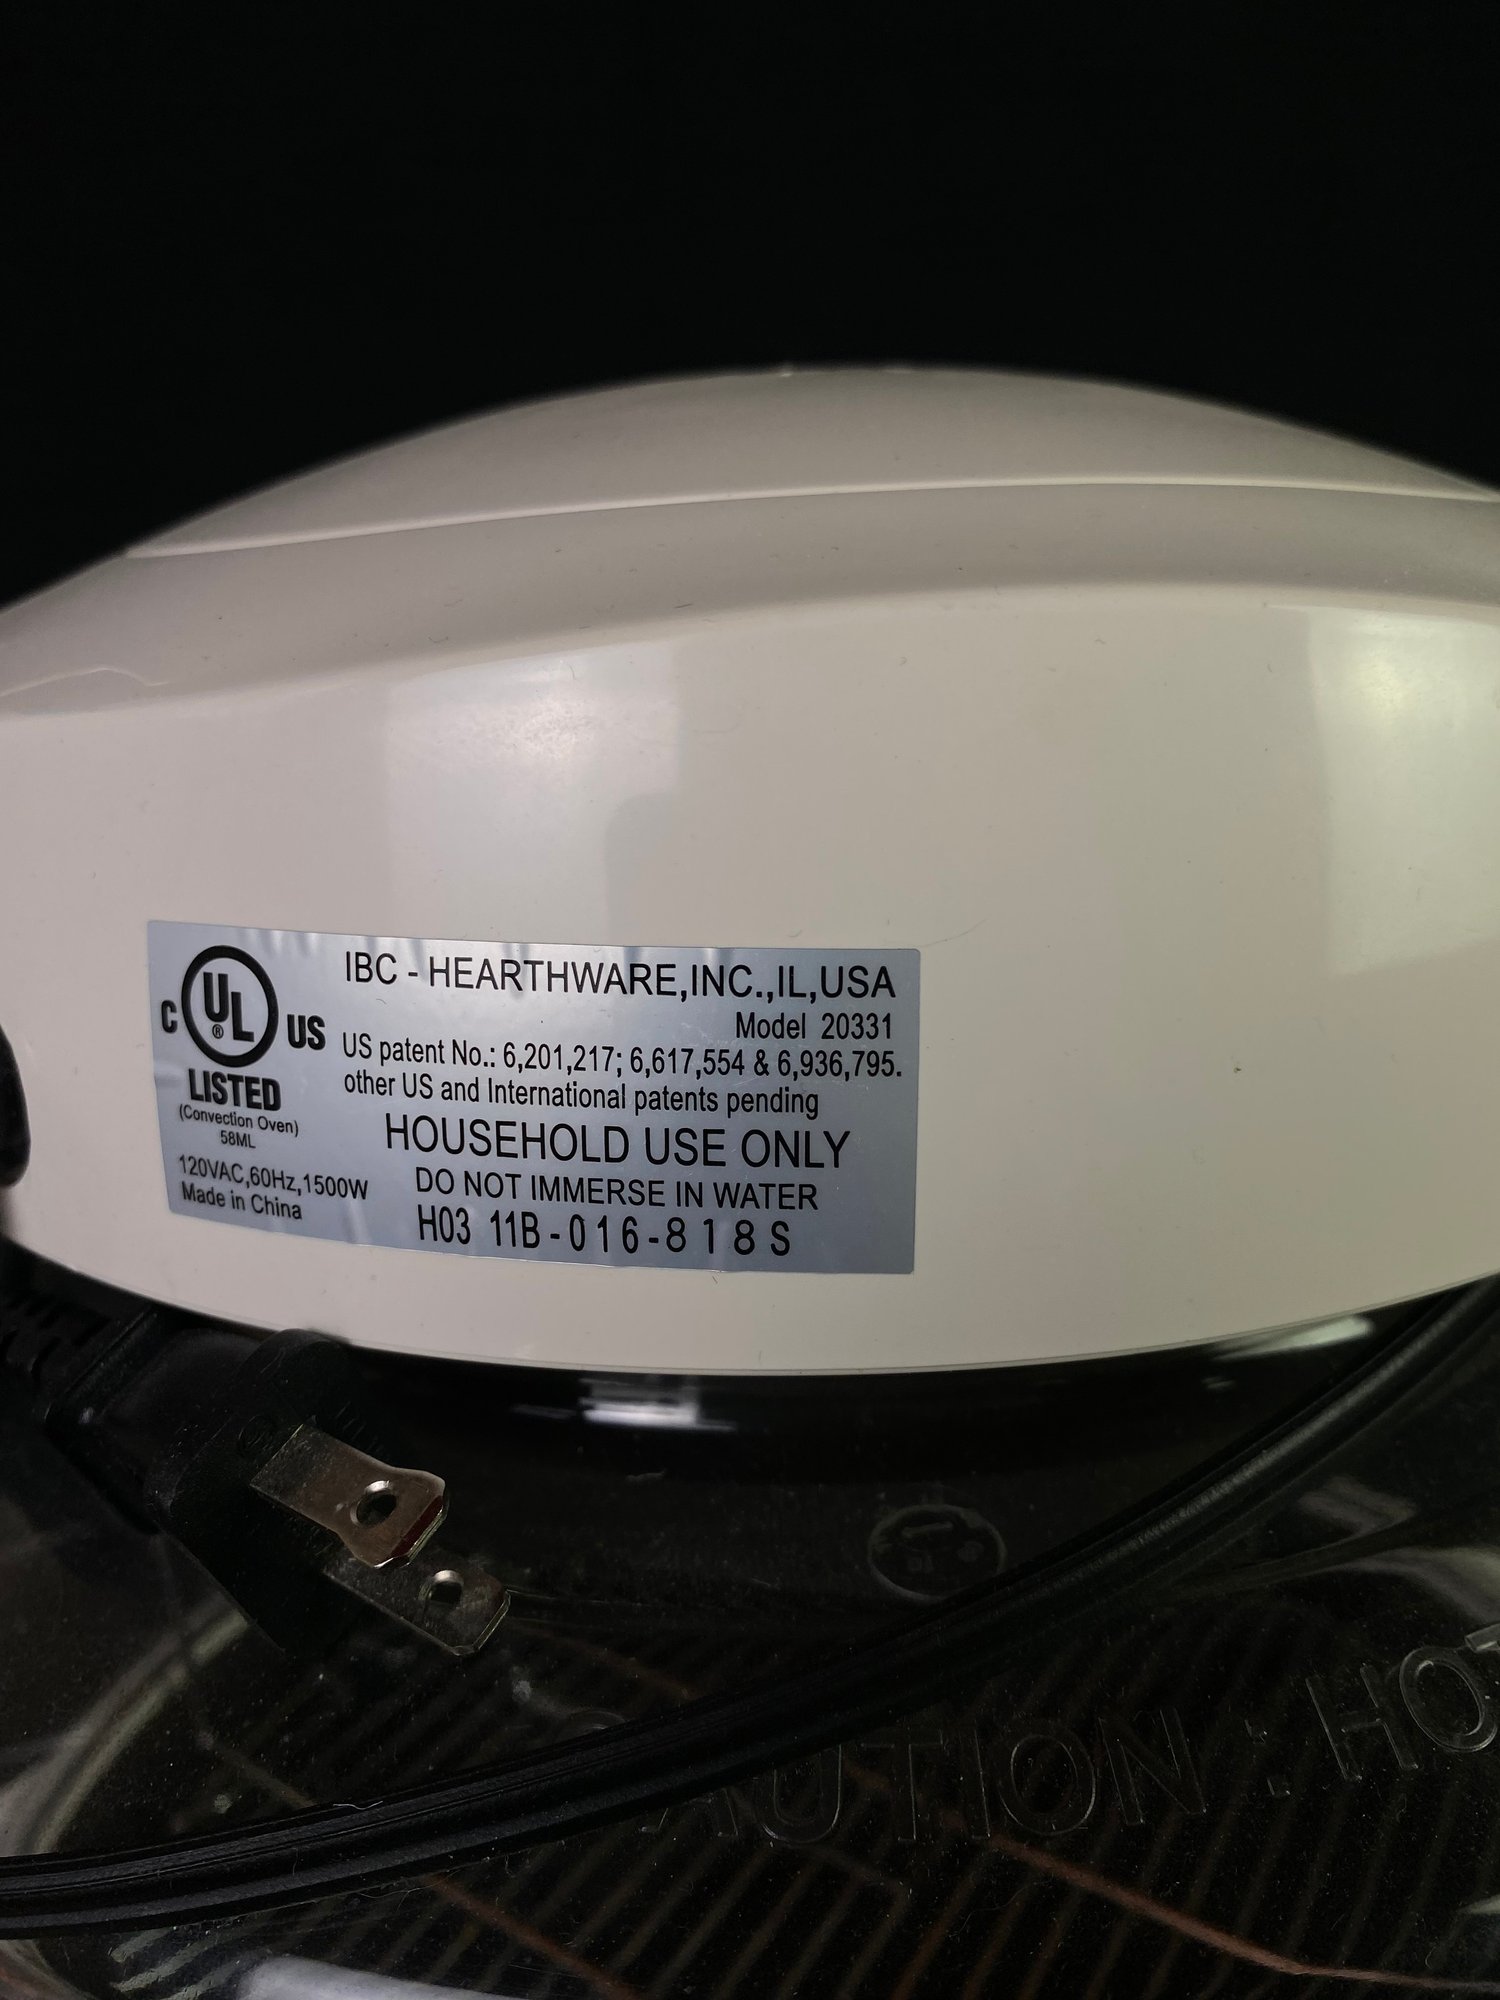 C UL ® US
LISTED
(Convection Oven)
58ML
120VAC,60Hz,1500W
Made in China
IBC - HEARTHWARE,INC.,IL,USA
Model 20331
US patent No.: 6,201,217; 6,617,554 & 6,936,795.
other US and International patents pending
HOUSEHOLD USE ONLY
DO NOT IMMERSE IN WATER
H03 11B-016-818S
CAUTION : HOT